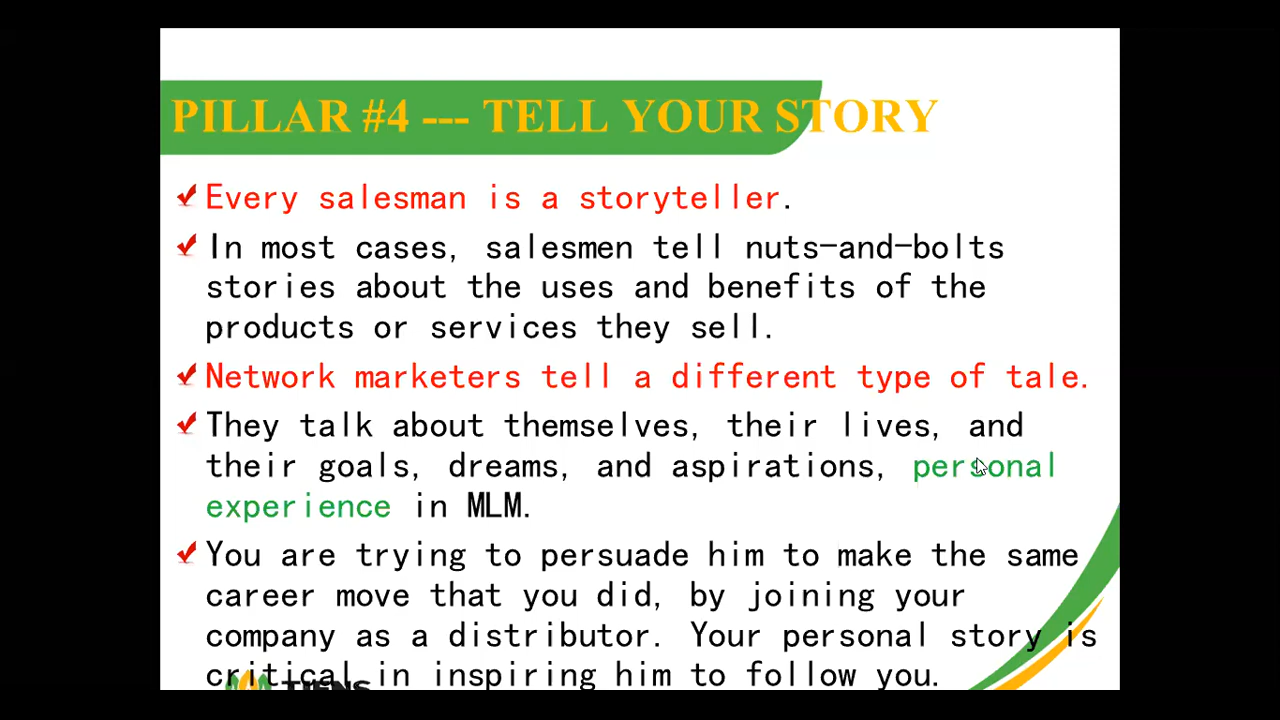 PILLAR #4 --- TELL YOUR STORY
Every salesman is a storyteller.
In most cases, salesmen tell nuts-and-bolts
stories about the uses and benefits of the
products or services they sell.
Network marketers tell a different type of tale.
They talk about themselves, their lives, and
their goals, dreams, and aspirations, personal
experience in MLM.
You are trying to persuade him to make the same
career move that you did, by joining your
company as a distributor. Your personal story is
critical in inspiring him to follow you.
TIENS